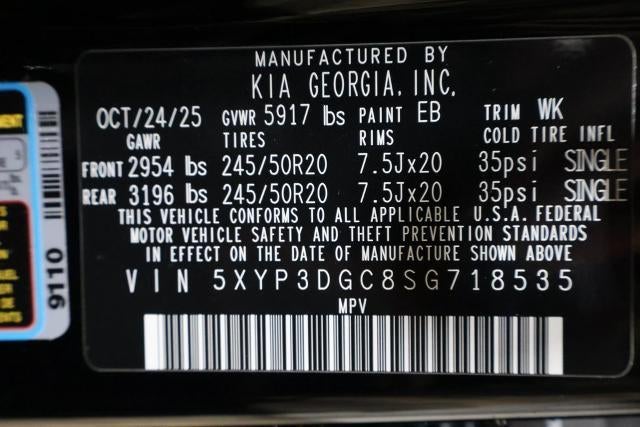 MANUFACTURED BY
KIA GEORGIA, INC.
OCT/24/25 GVWR 5917 lbs PAINT EB TRIM WK
GAWR TIRES RIMS COLD TIRE INFL
FRONT 2954 lbs 245/50R20 7.5Jx20 35psi SINGLE
REAR 3196 lbs 245/50R20 7.5Jx20 35psi SINGLE
THIS VEHICLE CONFORMS TO ALL APPLICABLE U.S.A. FEDERAL
MOTOR VEHICLE SAFETY AND THEFT PREVENTION STANDARDS
IN EFFECT ON THE DATE OF MANUFACTURE SHOWN ABOVE
VIN 5XYP3DGC8SG718535
MPV
9110